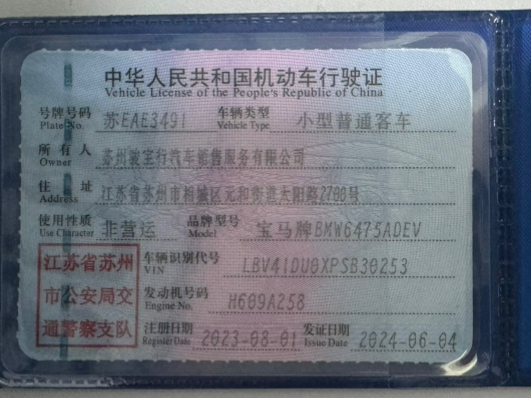 中华人民共和国机动车行驶证
Vehicle License of the People's Republic of China
号牌号码 苏EAE3491 车辆类型 小型普通客车
Plate No. Vehicle Type
所有人 苏州骏宝行汽车销售服务有限公司
Owner
住址 江苏省苏州市相城区元和街道太阳路2708号
Address
使用性质 非营运 品牌型号 宝马牌BMW6475ADEV
Use Character Model
江苏省苏州 车辆识别代号 LBV41DU0XPSB30253
VIN
市公安局交 发动机号码 H609A258
Engine No.
通警察支队 注册日期 2023-08-01 发证日期 2024-06-04
Register Date Issue Date